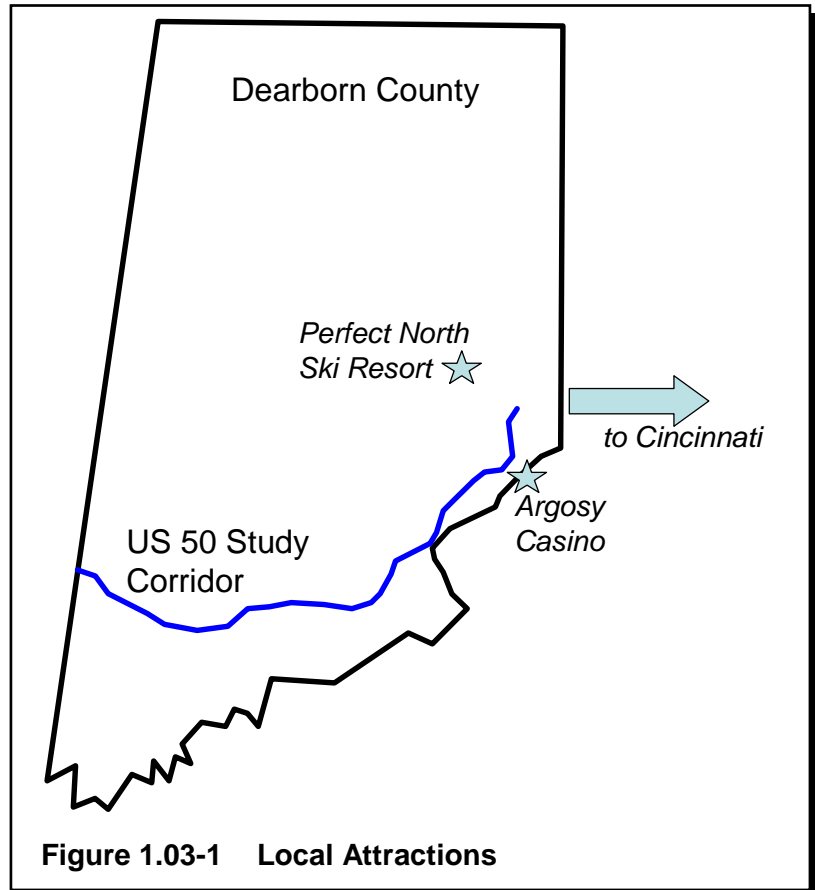 Dearborn County
Perfect North
Ski Resort
to Cincinnati
Argosy
Casino
US 50 Study
Corridor
Figure 1.03-1 Local Attractions